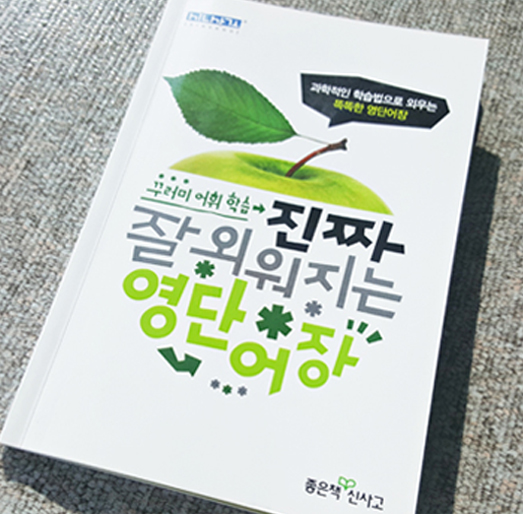 과학적인 학습법으로 외우는
똑똑한 영단어장
꾸러미 어휘 학습
진짜
잘 외워지는
영단어장
좋은책 신사고